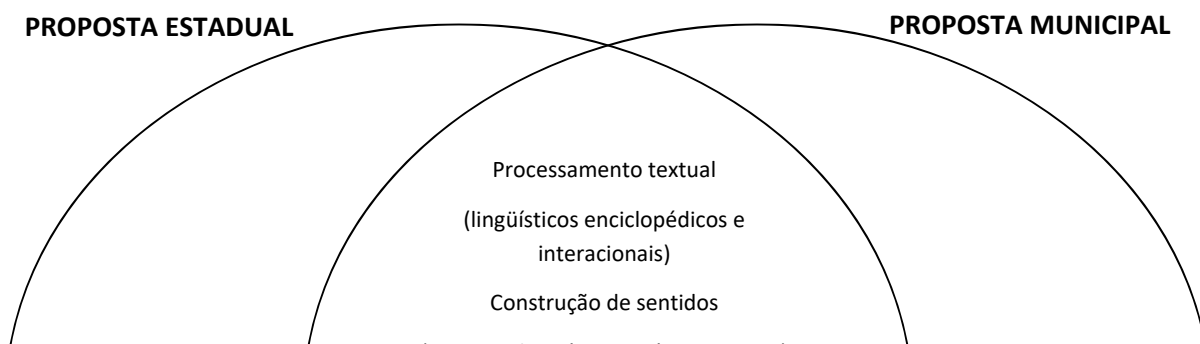 PROPOSTA ESTADUAL
PROPOSTA MUNICIPAL
Processamento textual
(lingüísticos enciclopédicos e
interacionais)
Construção de sentidos